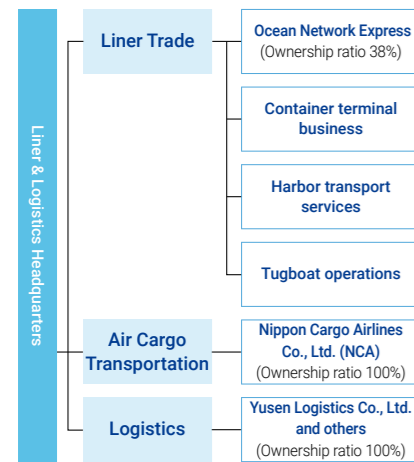 Liner & Logistics Headquarters
Liner Trade
Ocean Network Express
(Ownership ratio 38%)
Container terminal
business
Harbor transport
services
Tugboat operations
Air Cargo
Transportation
Nippon Cargo Airlines
Co., Ltd. (NCA)
(Ownership ratio 100%)
Logistics
Yusen Logistics Co., Ltd.
and others
(Ownership ratio 100%)